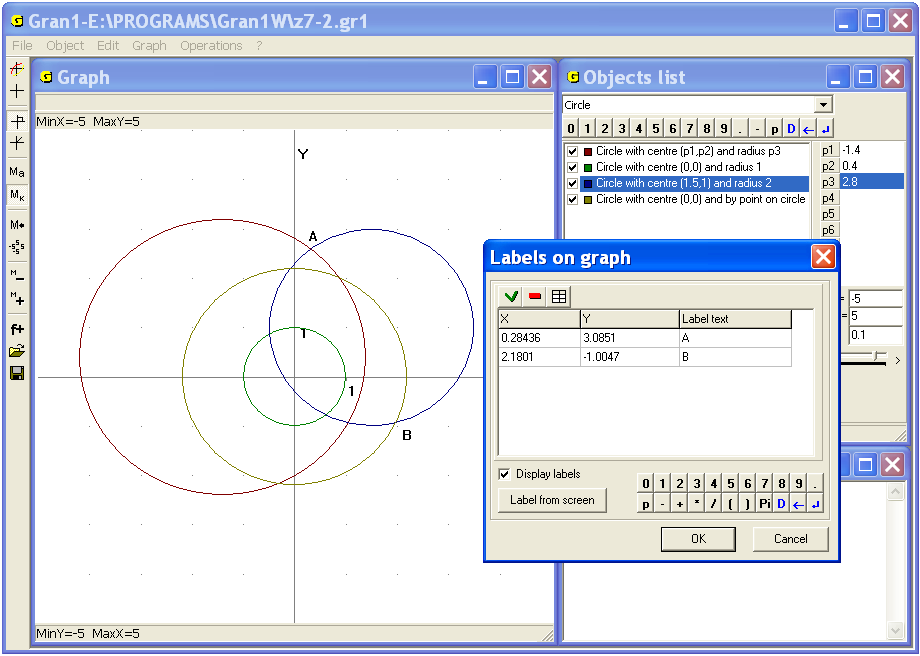 Gran1-E:\PROGRAMS\Gran1W\z7-2.gr1
File Object Edit Graph Operations ?
Graph
MinX=-5 MaxY=5
Y
A
1
1
B
MinY=-5 MaxX=5
Ma
Mк
M
-5 5 5 5
M -
M +
f+
Objects list
Circle
0 1 2 3 4 5 6 7 8 9 . - p D ← ↵
Circle with centre (p1,p2) and radius p3
Circle with centre (0,0) and radius 1
Circle with centre (1.5,1) and radius 2
Circle with centre (0,0) and by point on circle
p1 -1.4
p2 0.4
p3 2.8
p4
p5
p6
= -5
= 5
0.1
>
Labels on graph
X Y Label text
0.28436 3.0851 A
2.1801 -1.0047 B
Display labels
Label from screen
0 1 2 3 4 5 6 7 8 9 .
p - + * / ( ) Pi D ← ↵
OK Cancel